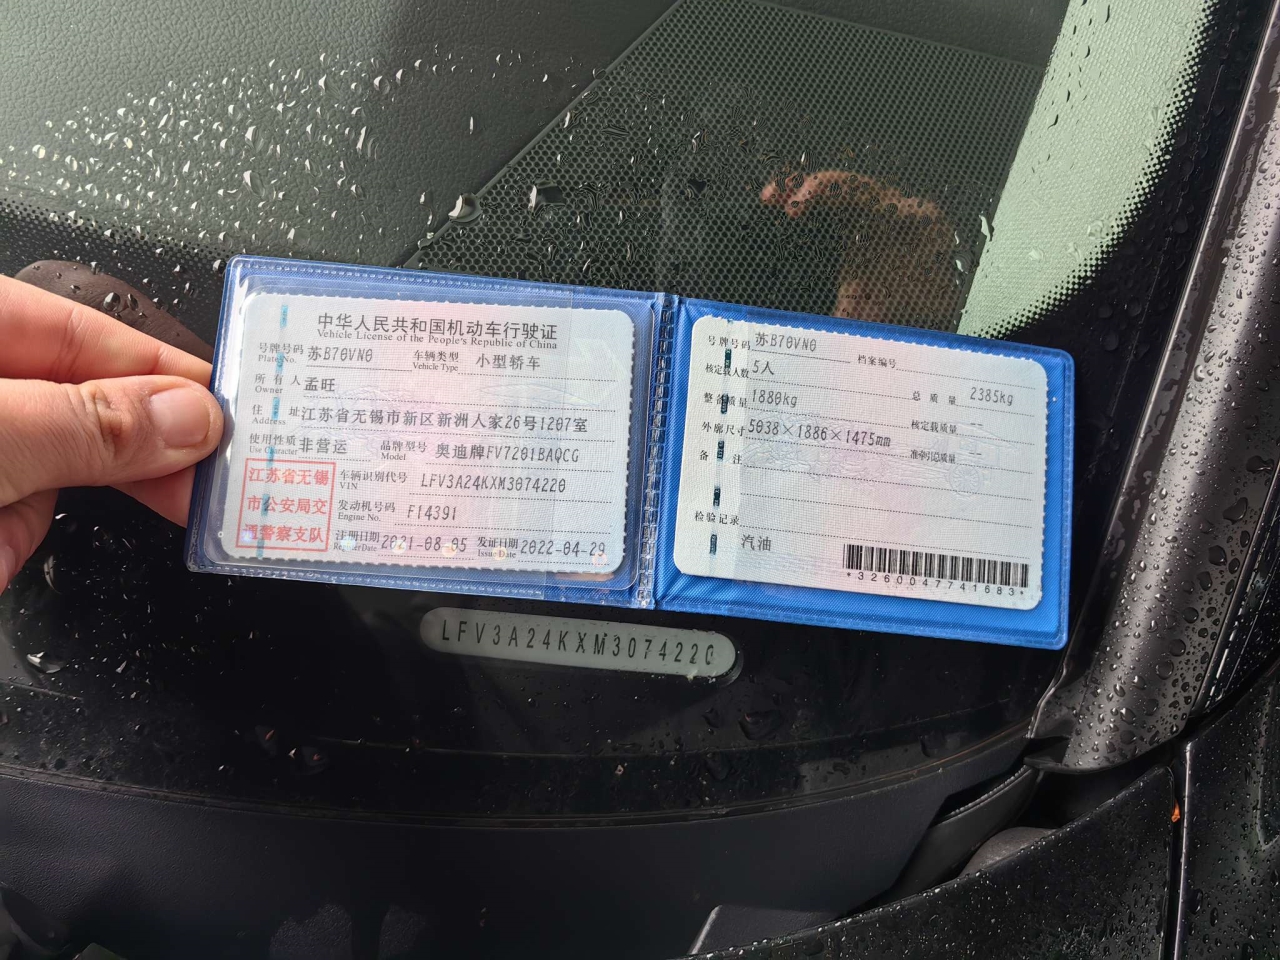 中华人民共和国机动车行驶证
Vehicle License of the People's Republic of China
号牌号码 苏B70VN0 车辆类型 小型轿车
Plate No. Vehicle Type
所有人 孟旺
Owner
住址 江苏省无锡市新区新洲人家26号1207室
Address
使用性质 非营运 品牌型号 奥迪牌FV7201BAQCG
Use Character Model
江苏省无锡
市公安局交
通警察支队
车辆识别代号 LFV3A24KXM3074220
VIN
发动机号码 F14391
Engine No.
注册日期 2021-08-05 发证日期 2022-04-29
Register Date Issue Date
号牌号码 苏B70VN0 档案编号
核定载人数 5人 总质量 2385kg
整备质量 1880kg 核定载质量 --
外廓尺寸 5038×1886×1475mm 准牵引总质量 --
备注
检验记录
汽油
*3260047741683*
LFV3A24KXM3074220